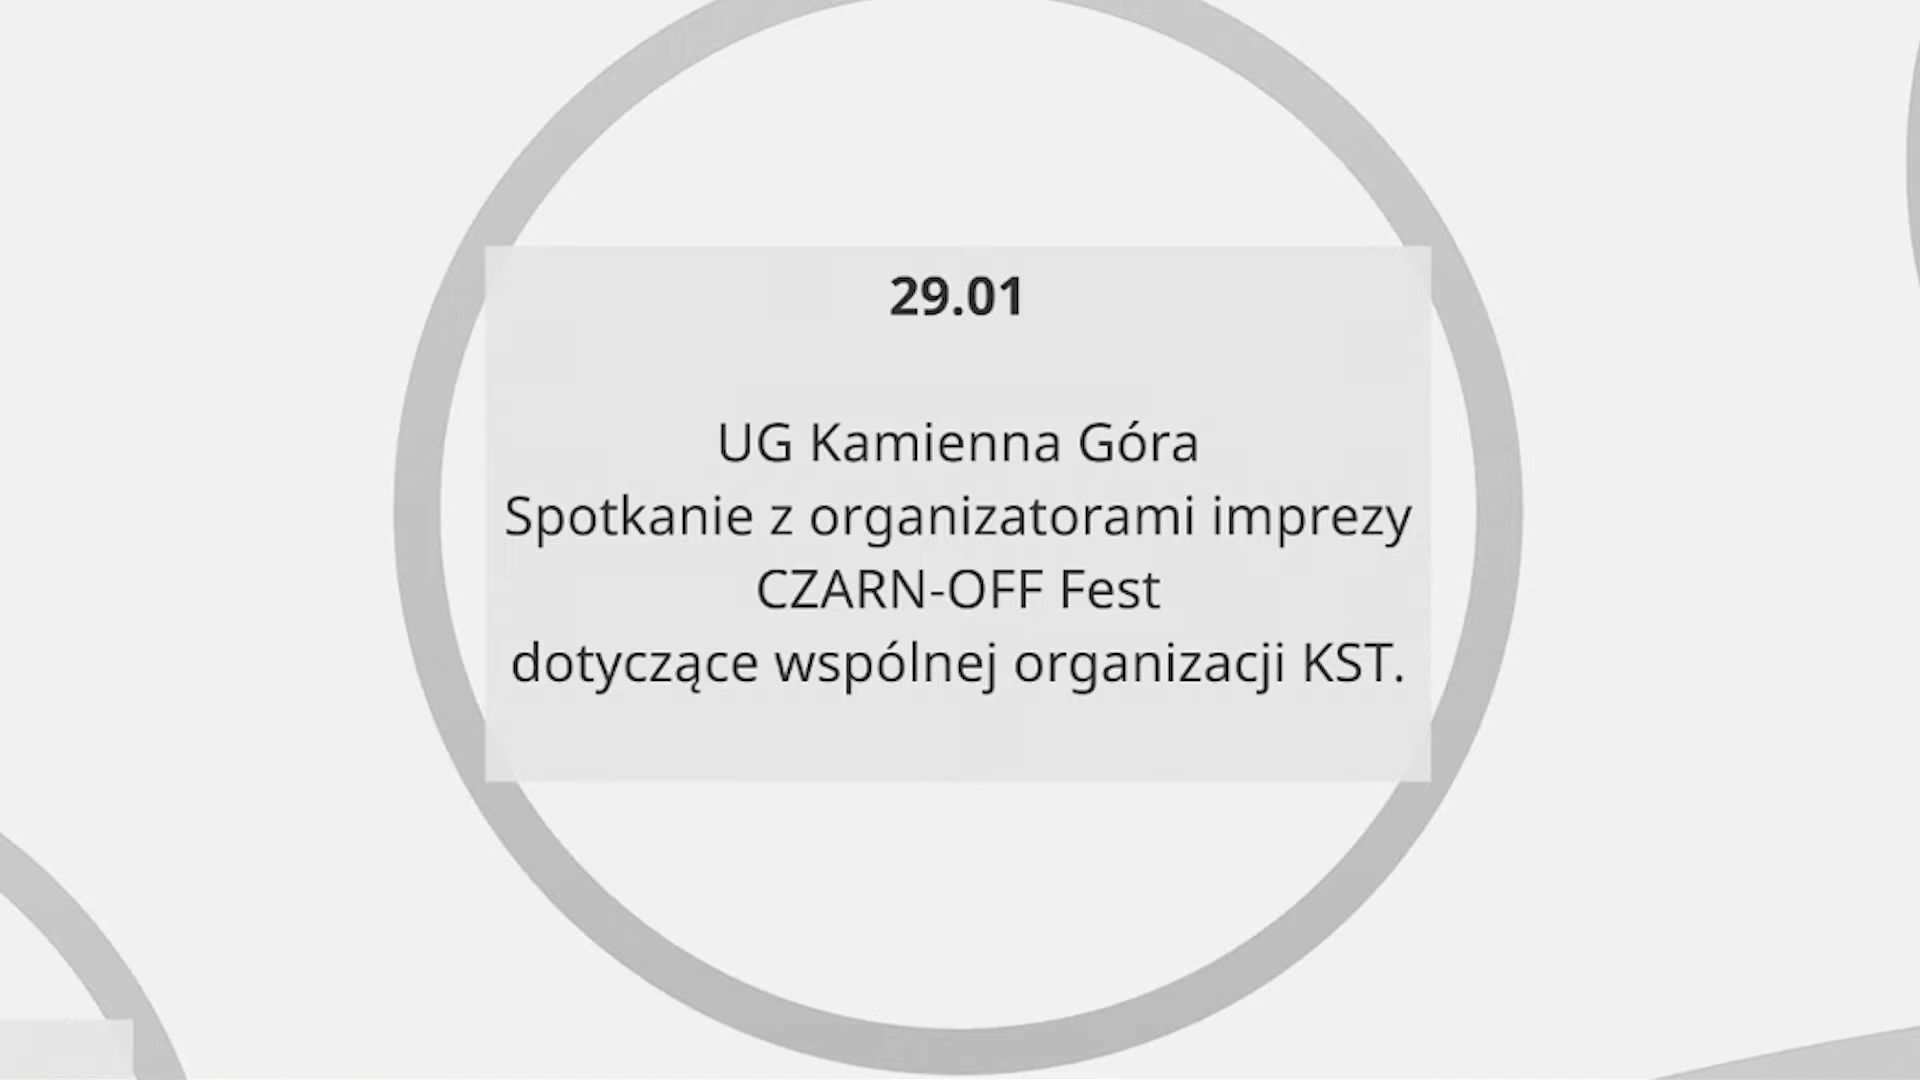 29.01
UG Kamienna Góra
Spotkanie z organizatorami imprezy
CZARN-OFF Fest
dotyczące wspólnej organizacji KST.